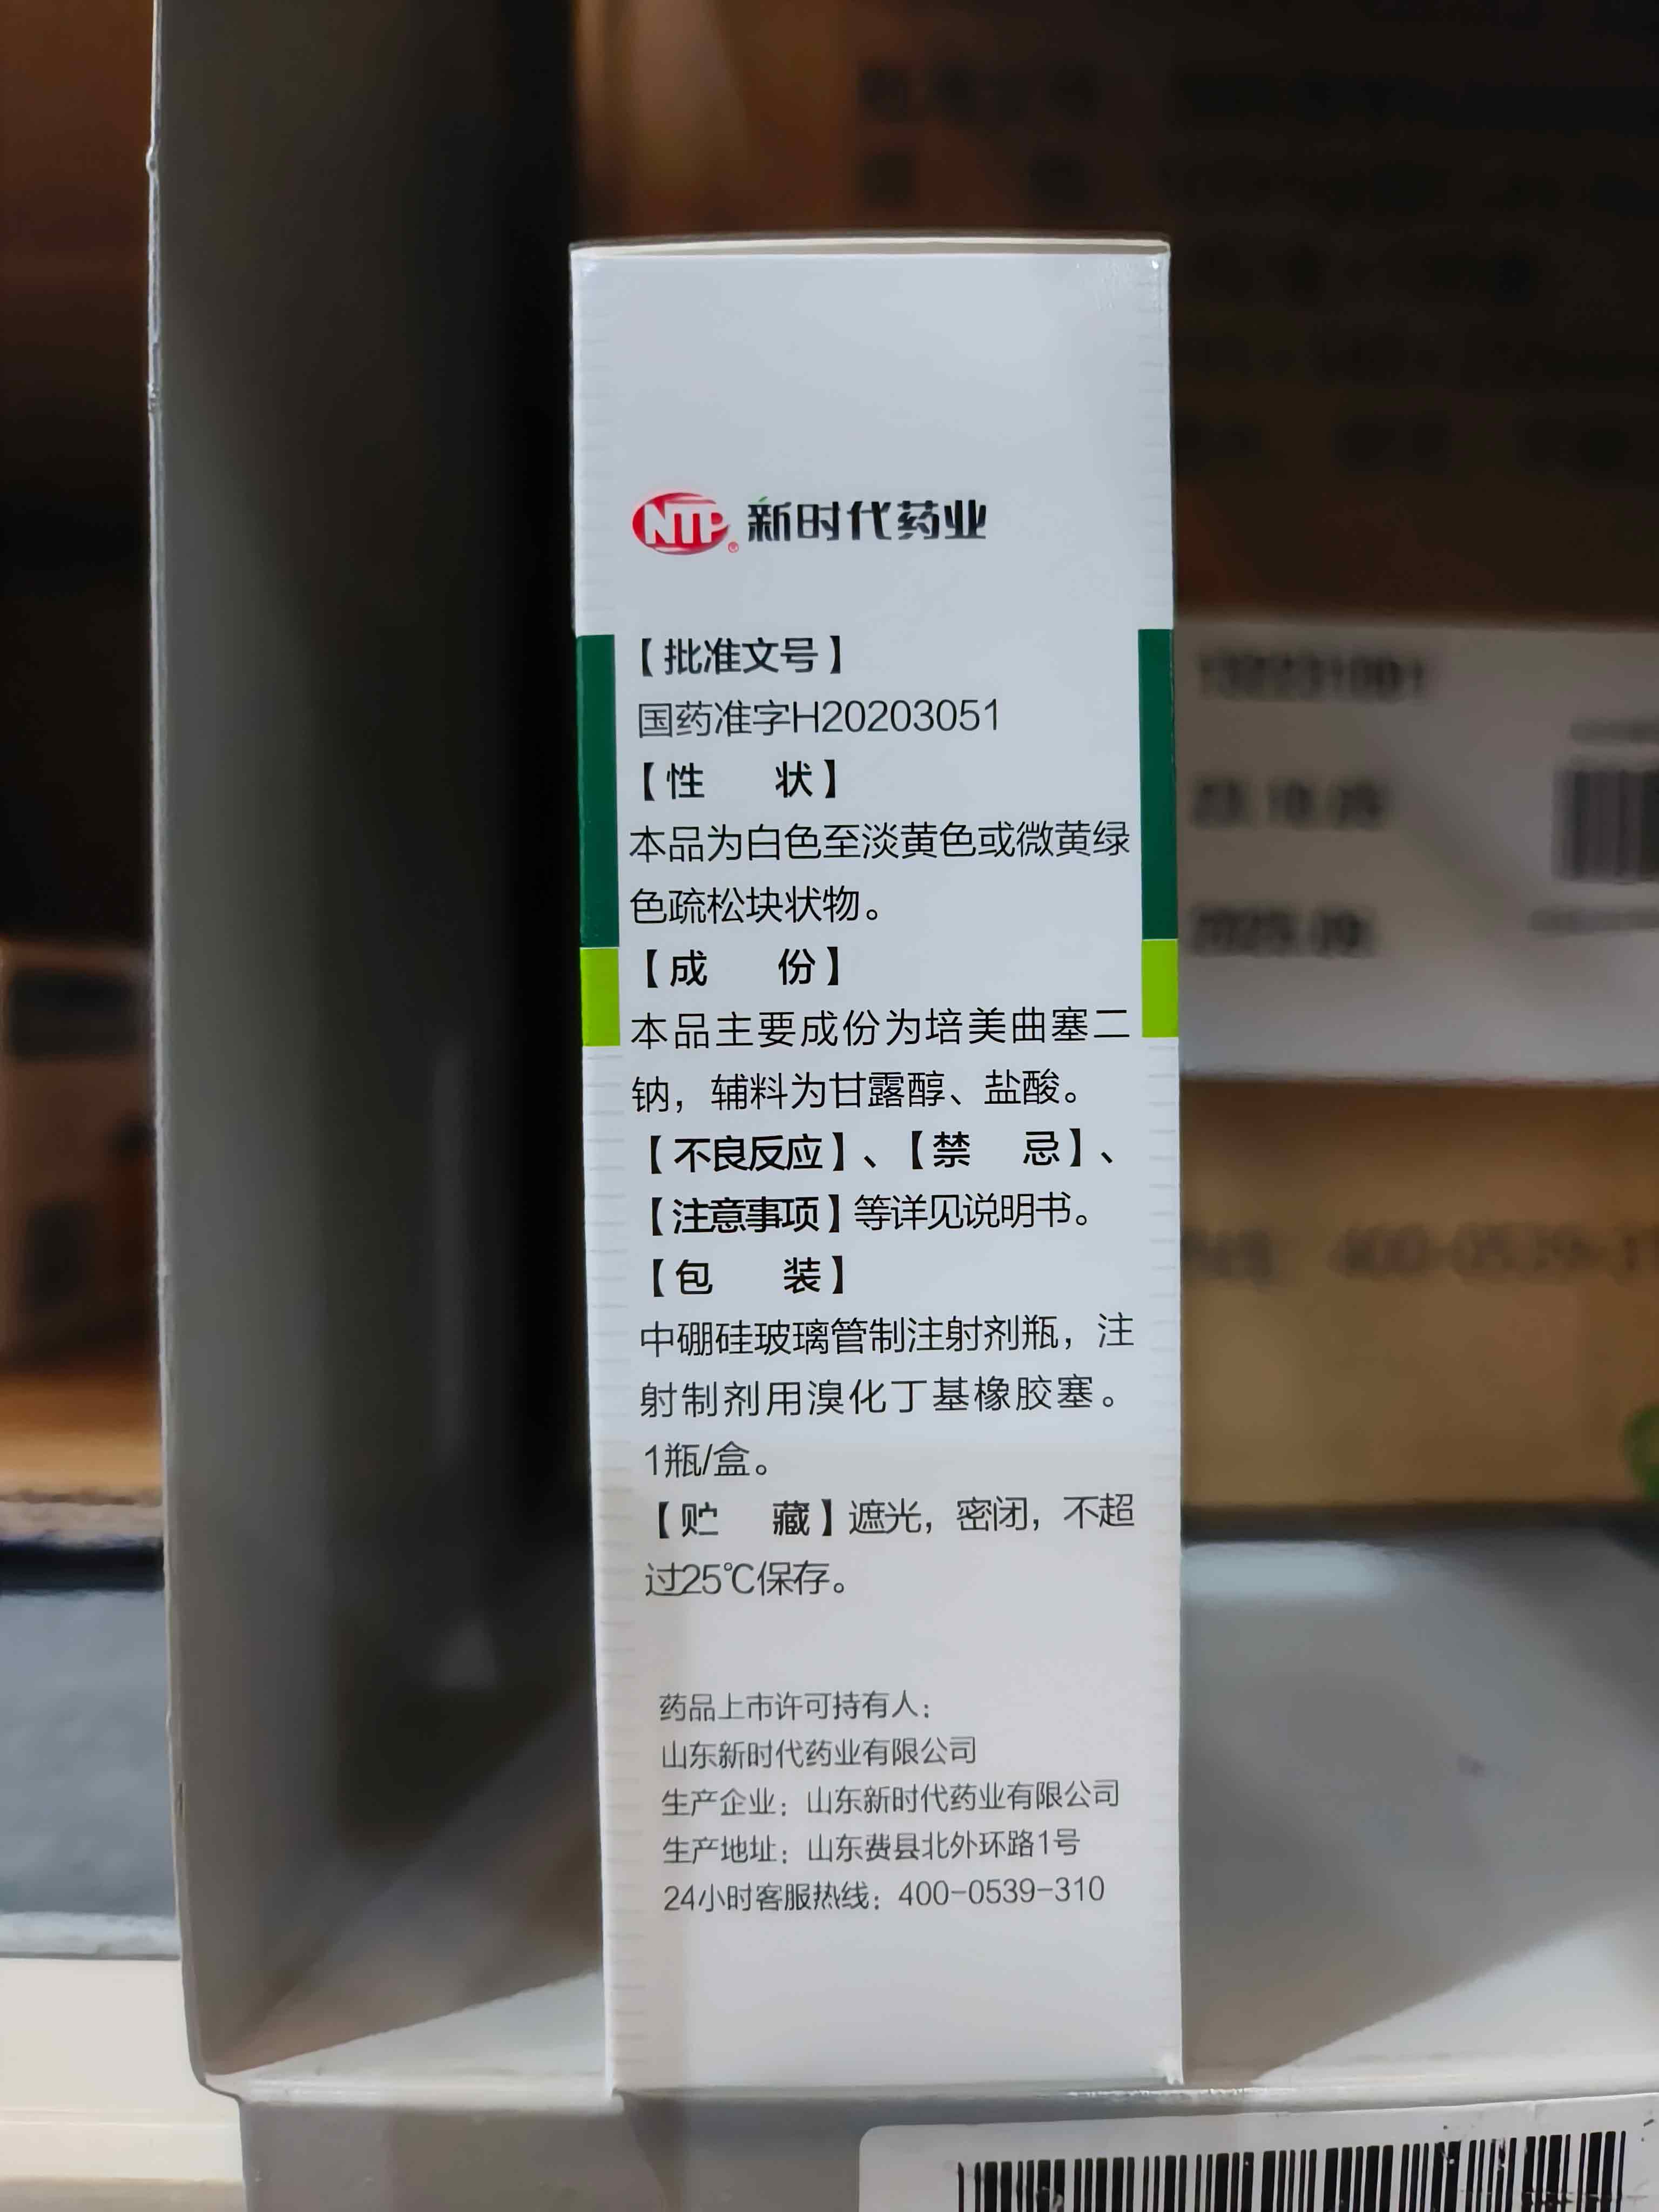 NTP® 新时代药业
【批准文号】
国药准字H20203051
【性 状】
本品为白色至淡黄色或微黄绿
色疏松块状物。
【成 份】
本品主要成份为培美曲塞二
钠，辅料为甘露醇、盐酸。
【不良反应】、【禁 忌】、
【注意事项】等详见说明书。
【包 装】
中硼硅玻璃管制注射剂瓶，注
射制剂用溴化丁基橡胶塞。
1瓶/盒。
【贮 藏】遮光，密闭，不超
过25℃保存。
药品上市许可持有人：
山东新时代药业有限公司
生产企业：山东新时代药业有限公司
生产地址：山东费县北外环路1号
24小时客服热线：400-0539-310